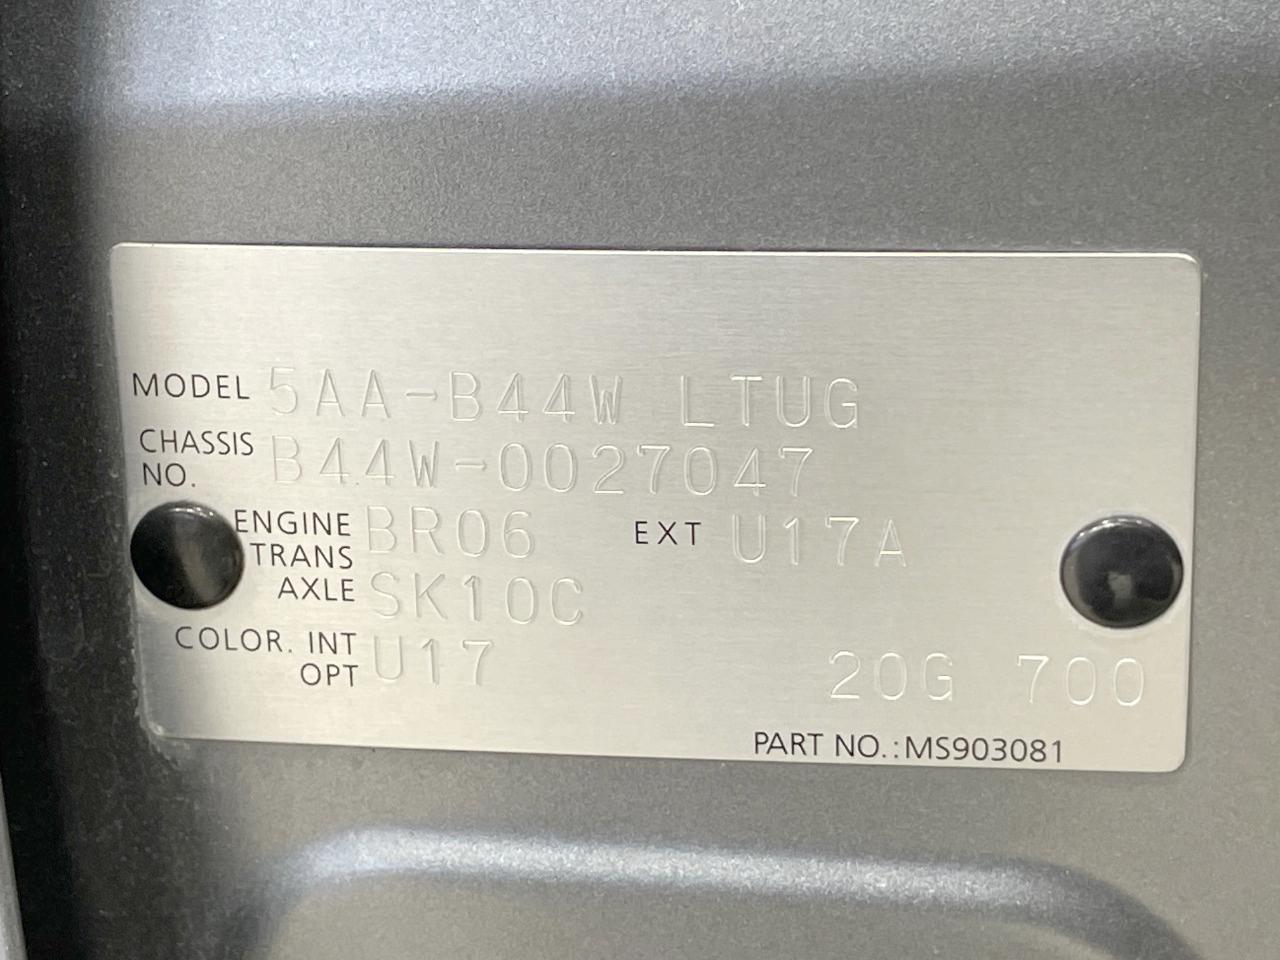 MODEL 5AA-B44W LTUG
CHASSIS NO. B44W-0027047
ENGINE BR06 EXT U17A
TRANS AXLE SK10C
COLOR. INT U17
OPT 20G 700
PART NO.:MS903081